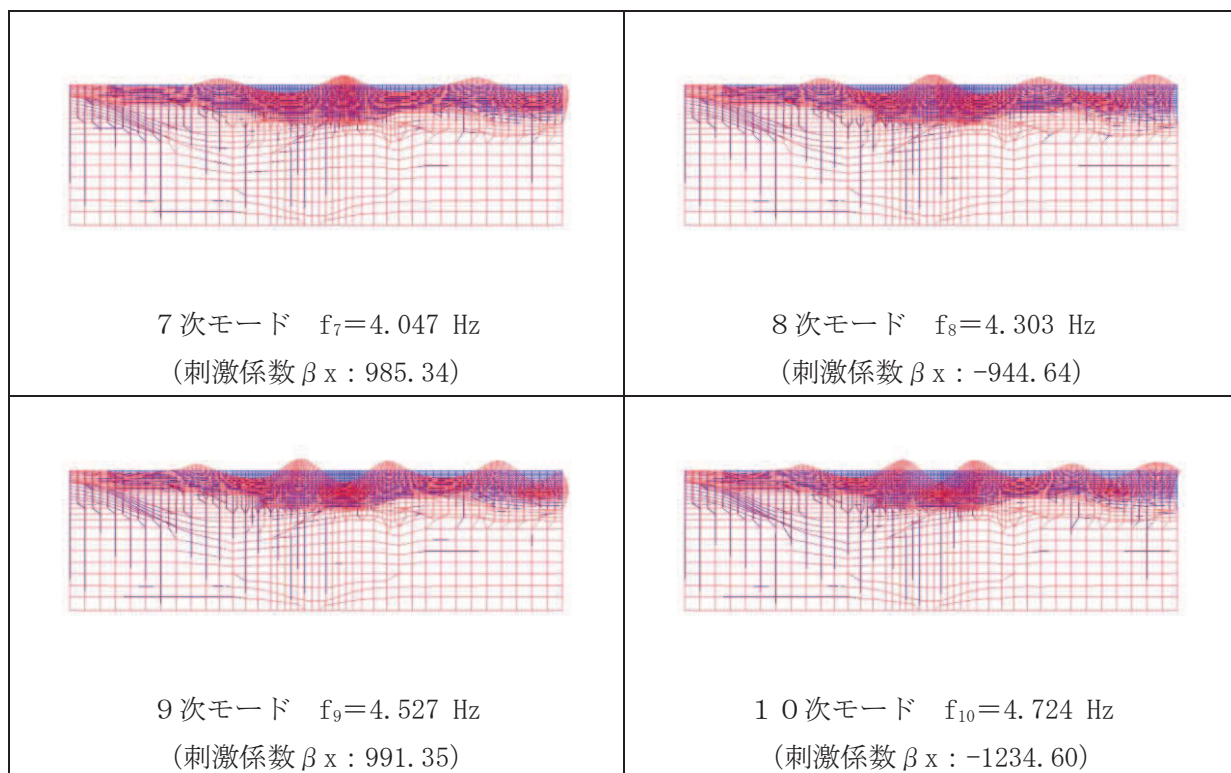 ７次モード　f₇＝4.047 Hz
(刺激係数βx：985.34)
８次モード　f₈＝4.303 Hz
(刺激係数βx：-944.64)
９次モード　f₉＝4.527 Hz
(刺激係数βx：991.35)
１０次モード　f₁₀＝4.724 Hz
(刺激係数βx：-1234.60)